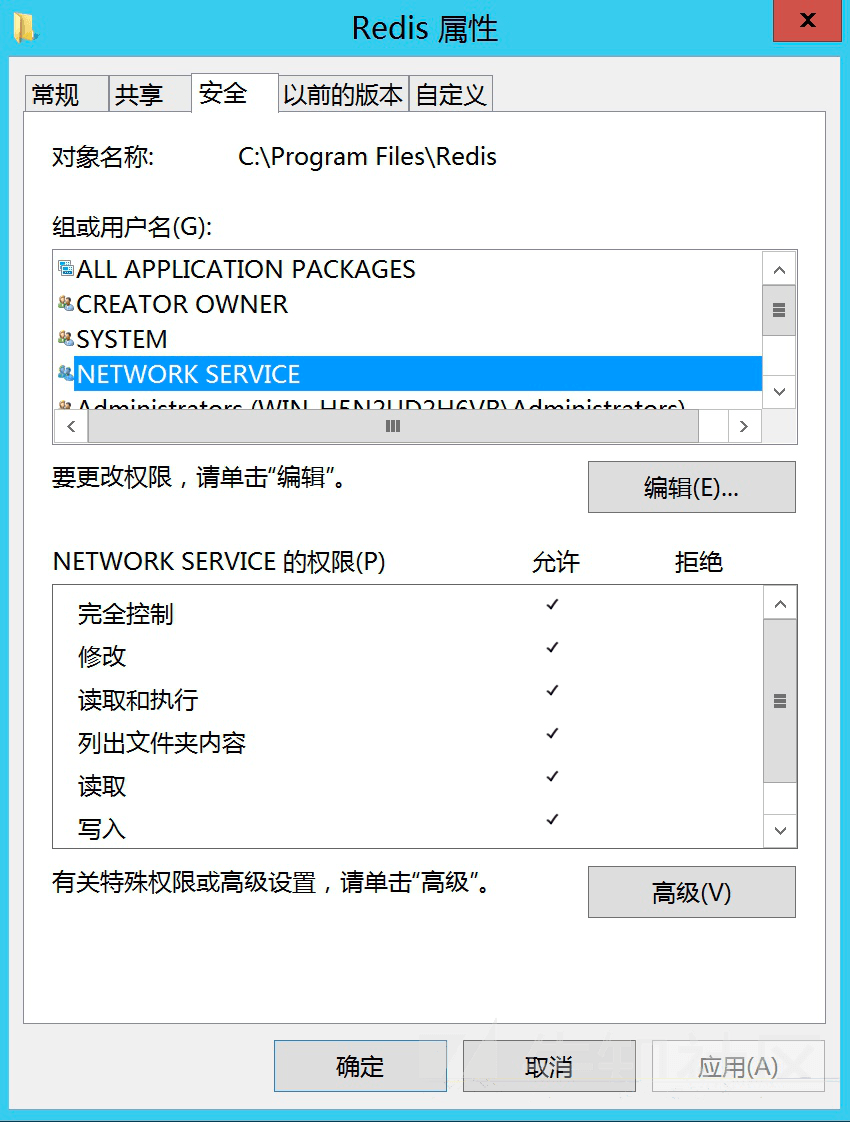 Redis 属性
常规 共享 安全 以前的版本 自定义
对象名称: C:\Program Files\Redis
组或用户名(G):
ALL APPLICATION PACKAGES
CREATOR OWNER
SYSTEM
NETWORK SERVICE
Administrators (WIN-H5N2UD2H6VB\Administrators)
要更改权限，请单击“编辑”。
编辑(E)...
NETWORK SERVICE 的权限(P) 允许 拒绝
完全控制
修改
读取和执行
列出文件夹内容
读取
写入
有关特殊权限或高级设置，请单击“高级”。
高级(V)
确定 取消 应用(A)